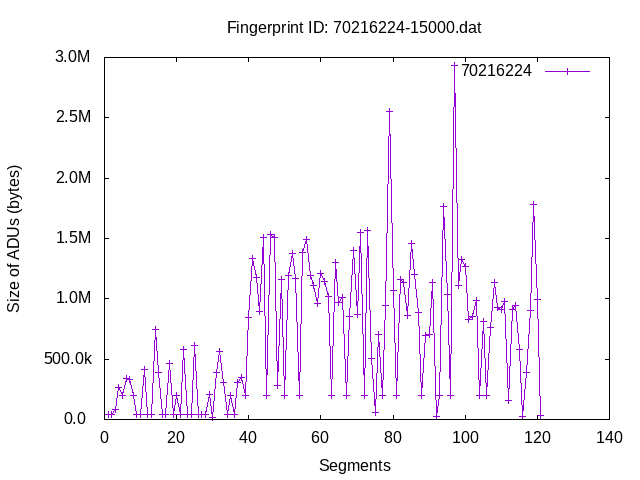 Fingerprint ID: 70216224-15000.dat
3.0M
70216224
2.5M
2.0M
1.5M
1.0M
500.0k
0.0
Size of ADUs (bytes)
0 20 40 60 80 100 120 140
Segments